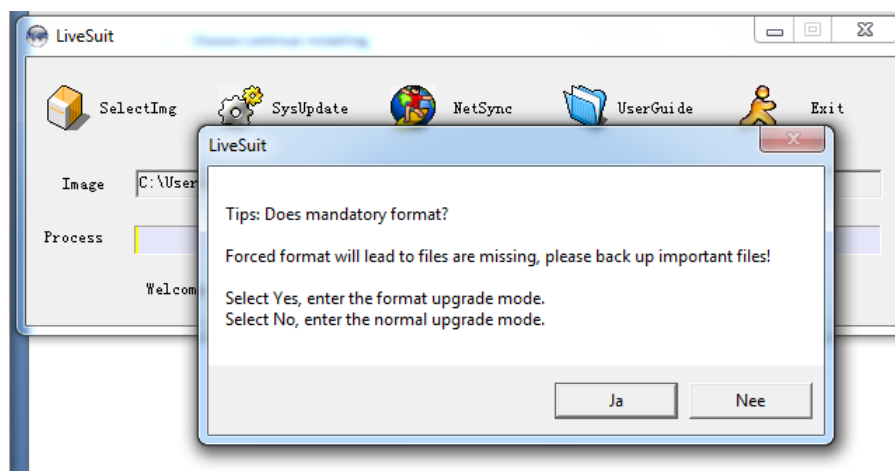 LiveSuit
SelectImg SysUpdate NetSync UserGuide Exit
LiveSuit
Image C:\User
Tips: Does mandatory format?
Process
Forced format will lead to files are missing, please back up important files!
Welcom
Select Yes, enter the format upgrade mode.
Select No, enter the normal upgrade mode.
Ja Nee